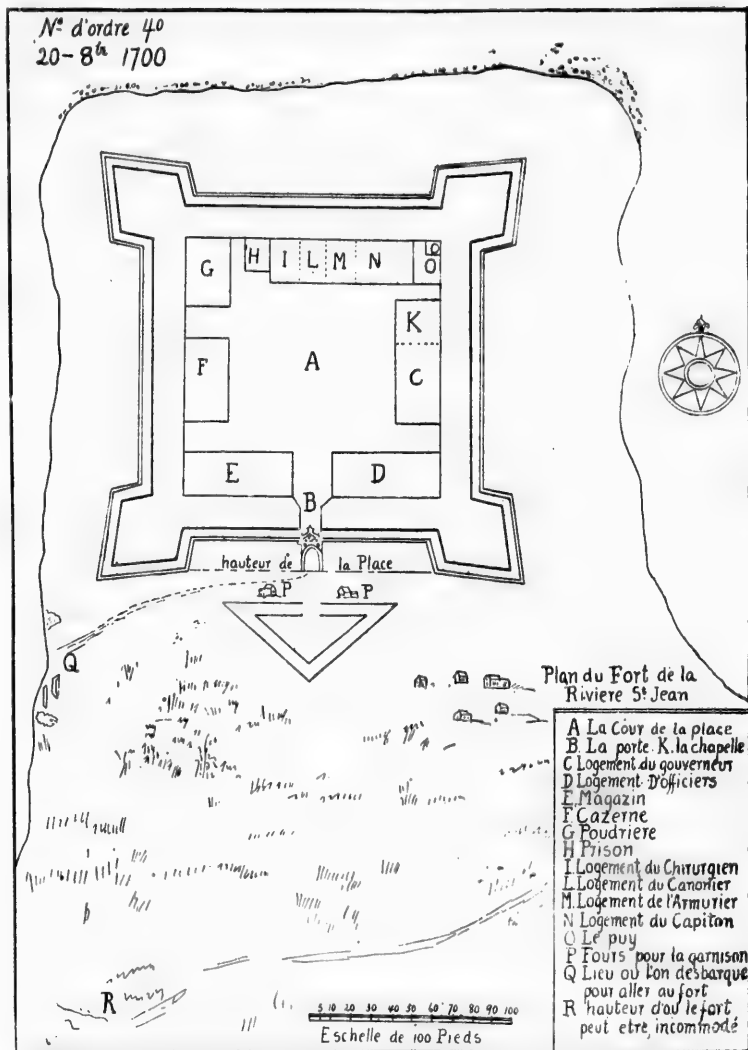 Nº d'ordre 40
20-8bre 1700
H I L M N O
G
K
F A C
E D
B
hauteur de la Place
P P
Q
Plan du Fort de la
Riviere St Jean
A La Cour de la place
B. La porte. K. la chapelle
C Logement du gouverneur
D Logement D'officiers
E Magazin
F Cazerne
G Poudriere
H Prison
I. Logement du Chirurgien
L Logement du Canonier
M. Logement de l'Armurier
N Logement du Capitan
O Le puy
P Fours pour la garnison
Q Lieu ou l'on desbarque
pour aller au fort
R hauteur d'ou le fort
peut etre, incommodé
R
5 10 20 30 40 50 60 70 80 90 100
Eschelle de 100 Pieds